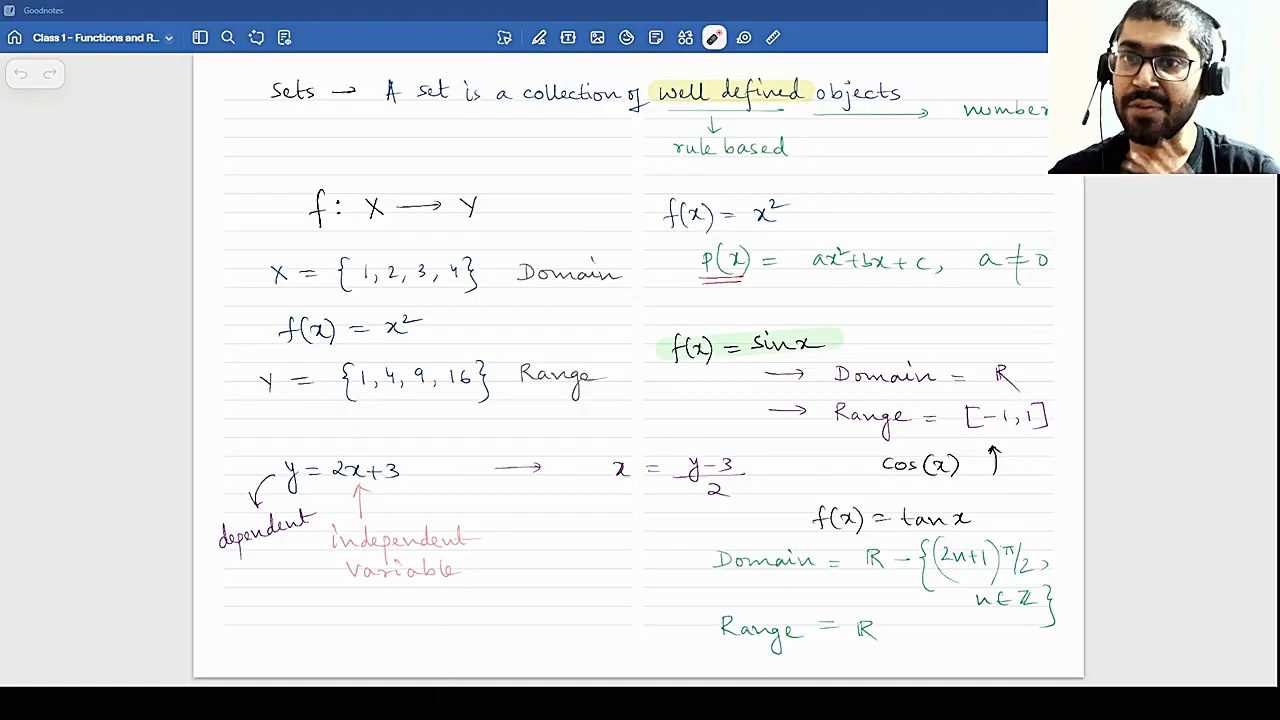 Goodnotes
Class 1 - Functions and R...
Sets → A set is a collection of well defined objects
→ number
↓
rule based
f: X → Y
X = {1, 2, 3, 4} Domain
f(x) = x²
Y = {1, 4, 9, 16} Range
y = 2x+3 → x = (y-3)/2
dependent
independent
variable
f(x) = x²
p(x) = ax²+bx+c, a≠0
f(x) = sinx
→ Domain = ℝ
→ Range = [-1, 1]
cos(x) ↑
f(x) = tanx
Domain = ℝ - {(2n+1)π/2,
n∈ℤ}
Range = ℝ